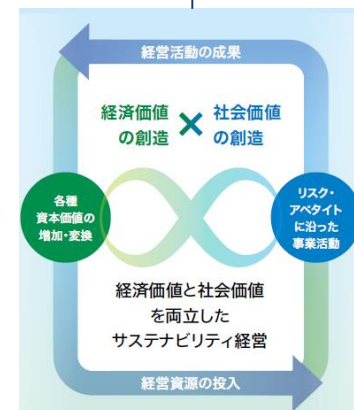 経営活動の成果
経済価値
の創造
×
社会価値
の創造
各種
資本価値の
増加・変換
リスク・
アペタイト
に沿った
事業活動
経済価値と社会価値
を両立した
サステナビリティ経営
経営資源の投入